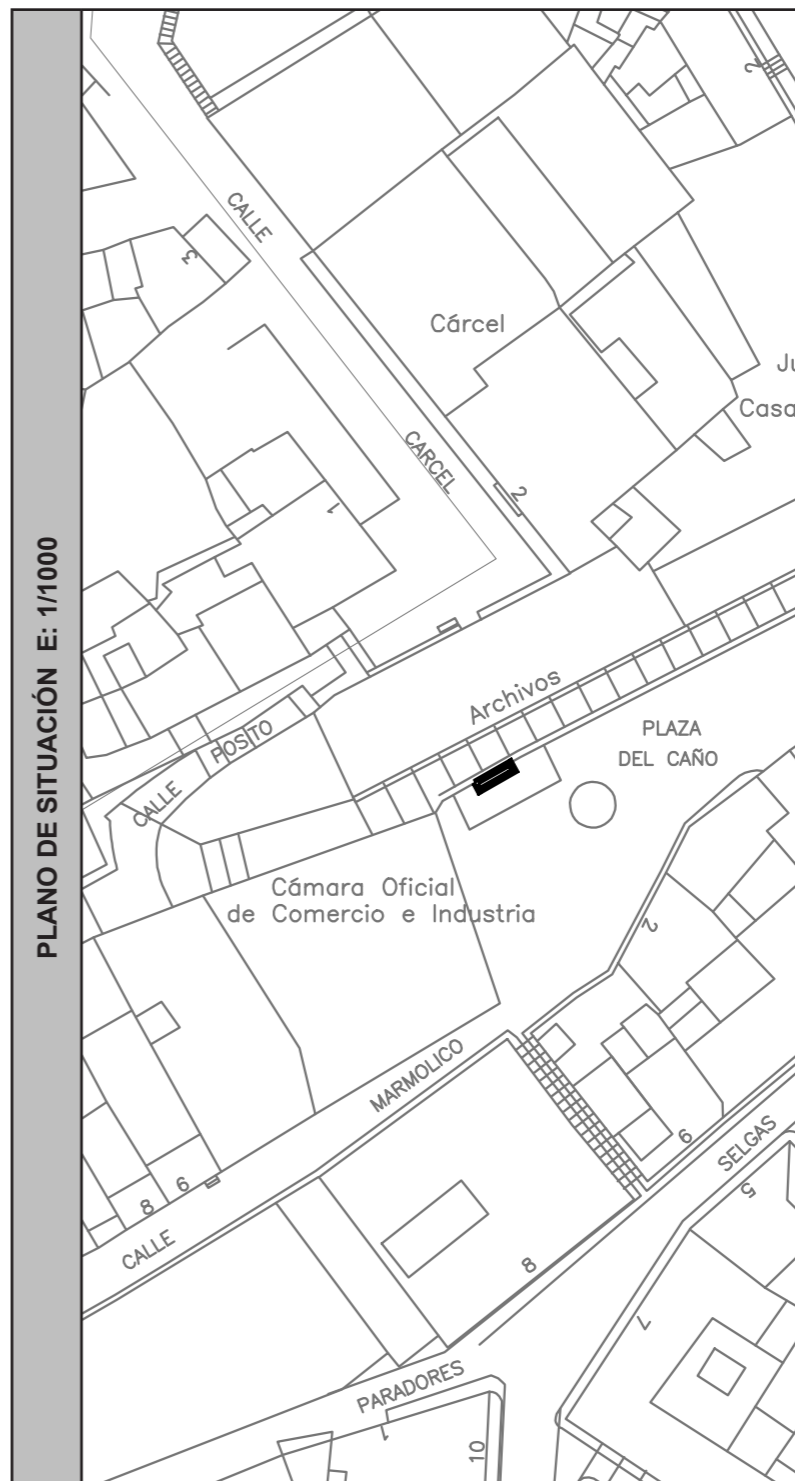 PLANO DE SITUACIÓN E: 1/1000
2
CALLE
3
Cárcel
Ju
Casa
CARCEL
2
1
Archivos
PLAZA
DEL CAÑO
CALLE POSITO
Cámara Oficial
de Comercio e Industria
2
MARMOLICO
9
SELGAS
5
8 6
CALLE
8
7
PARADORES
1
10